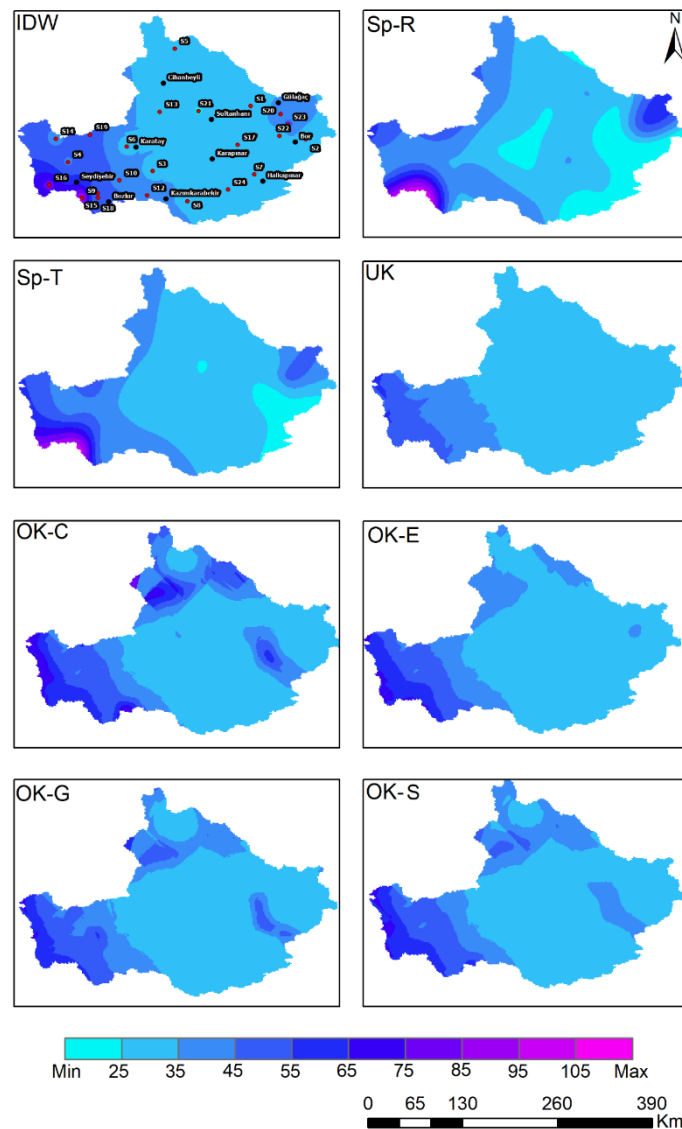 IDW
Sp-R
N
S5
Cihanbeyli
S13
S21
S1
Gülağaç
S20
S23
Sultanhanı
S14
S19
S22
Bor
S6
Karatay
S17
S2
S4
Karapınar
S3
S7
Seydişehir
S10
Halkapınar
S16
S24
S9
Bozkır
S12
Kazımkarabekir
S15
S18
S8
Sp-T
UK
OK-C
OK-E
OK-G
OK-S
Min 25 35 45 55 65 75 85 95 105 Max
0 65 130 260 390
Km